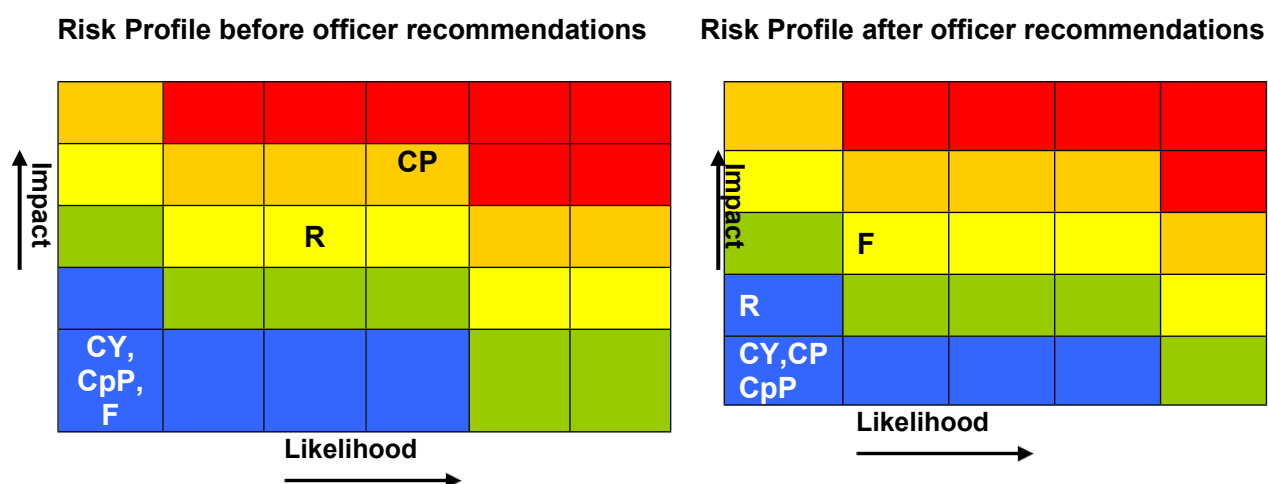 Risk Profile before officer recommendations
Impact
CP
R
CY,
CpP,
F
Likelihood
Risk Profile after officer recommendations
Impact
F
R
CY,CP
CpP
Likelihood